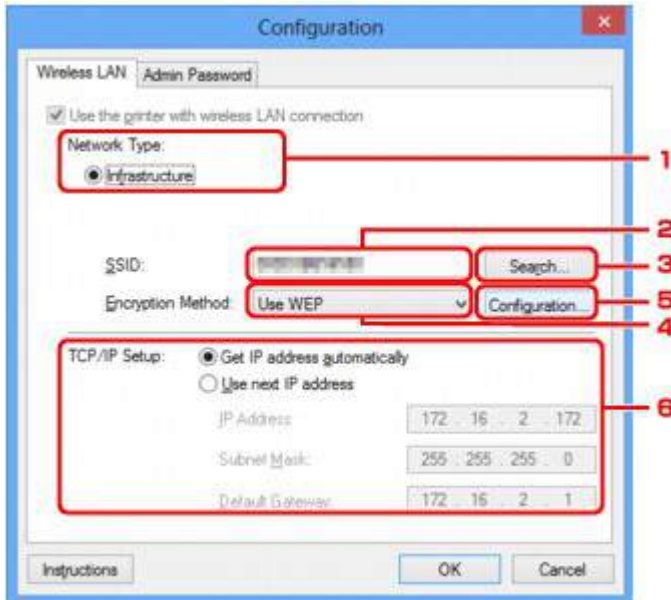 Configuration
Wireless LAN Admin Password
Use the printer with wireless LAN connection
Network Type: 1
Infrastructure
2
SSID: Search... 3
Encryption Method: Use WEP Configuration... 5
4
TCP/IP Setup: Get IP address automatically
Use next IP address
6
IP Address: 172 . 16 . 2 . 172
Subnet Mask: 255 . 255 . 255 . 0
Default Gateway: 172 . 16 . 2 . 1
Instructions OK Cancel